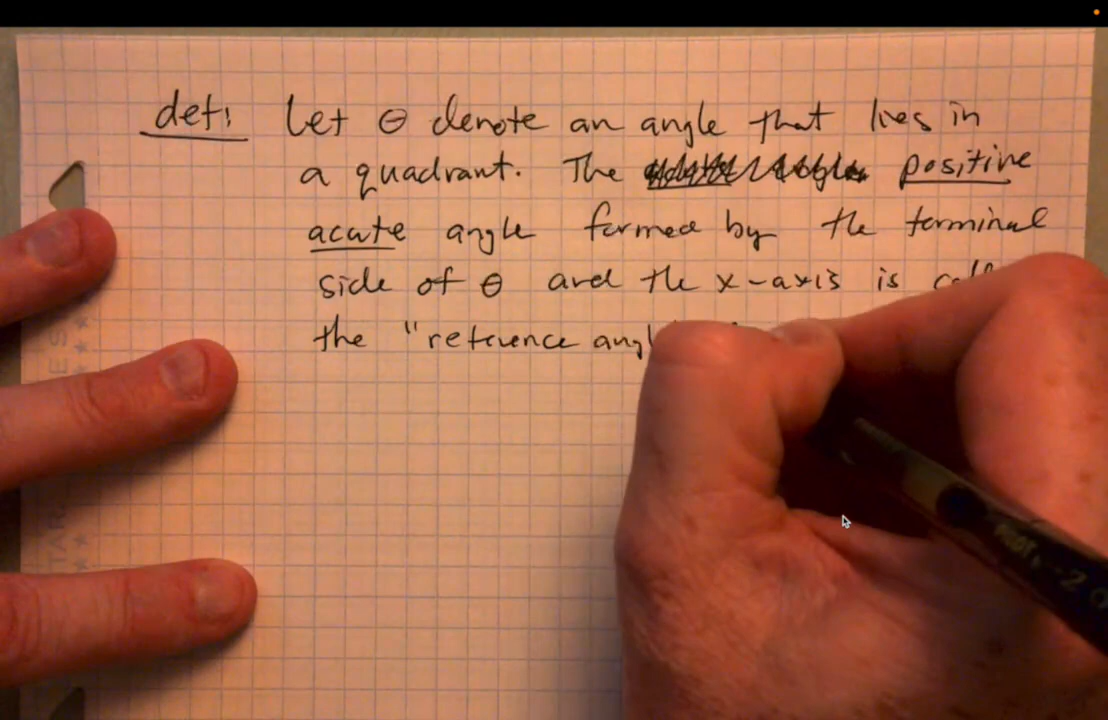 def: Let θ denote an angle that lies in
a quadrant. The positive
acute angle formed by the terminal
side of θ and the x-axis is
the "reference